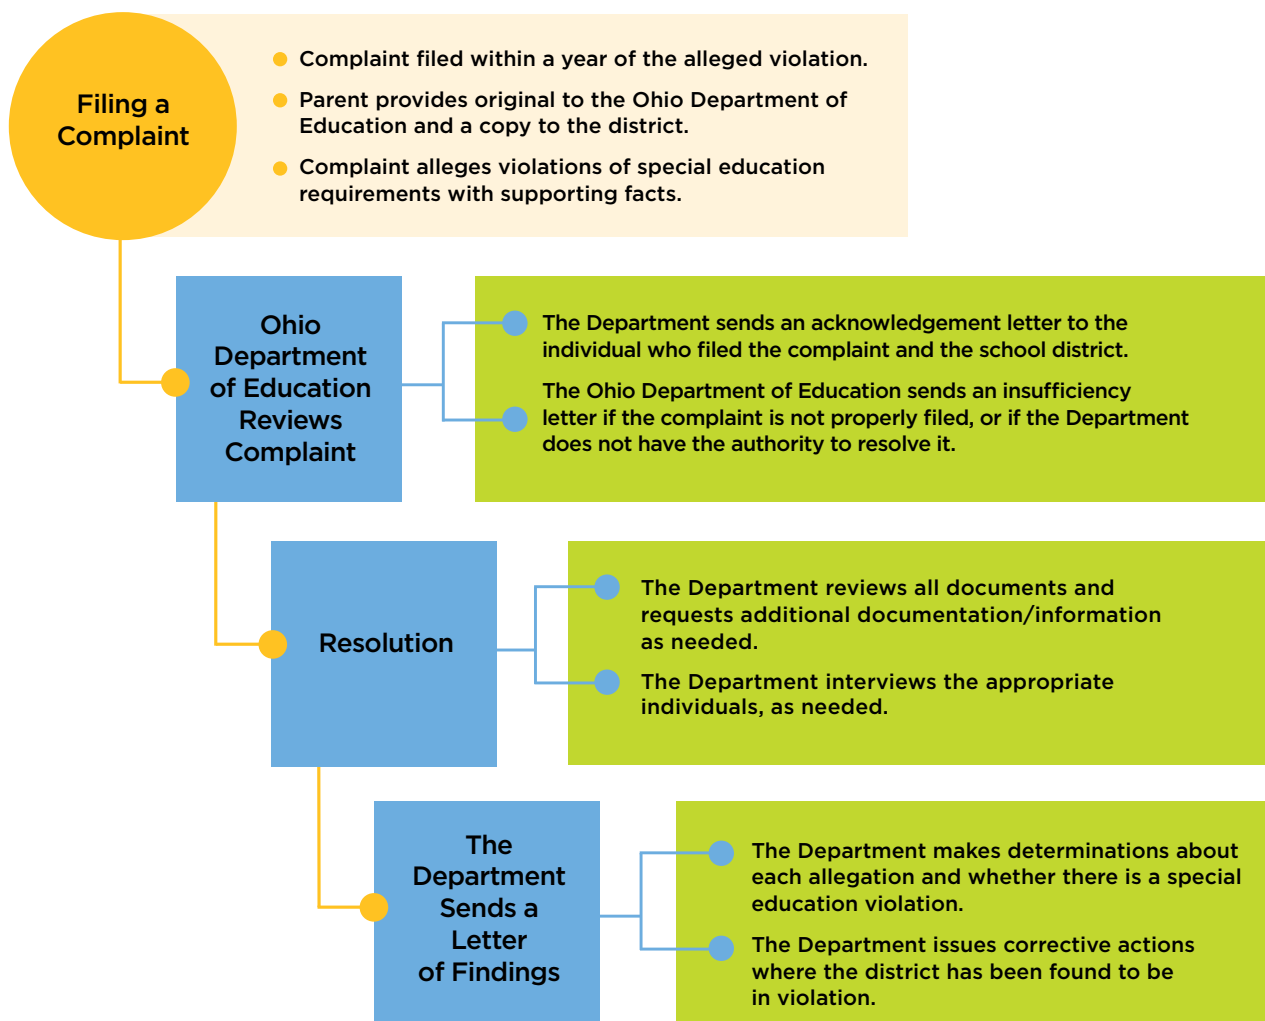 Filing a
Complaint
Complaint filed within a year of the alleged violation.
Parent provides original to the Ohio Department of
Education and a copy to the district.
Complaint alleges violations of special education
requirements with supporting facts.
Ohio
Department
of Education
Reviews
Complaint
The Department sends an acknowledgement letter to the
individual who filed the complaint and the school district.
The Ohio Department of Education sends an insufficiency
letter if the complaint is not properly filed, or if the Department
does not have the authority to resolve it.
Resolution
The Department reviews all documents and
requests additional documentation/information
as needed.
The Department interviews the appropriate
individuals, as needed.
The
Department
Sends a
Letter
of Findings
The Department makes determinations about
each allegation and whether there is a special
education violation.
The Department issues corrective actions
where the district has been found to be
in violation.